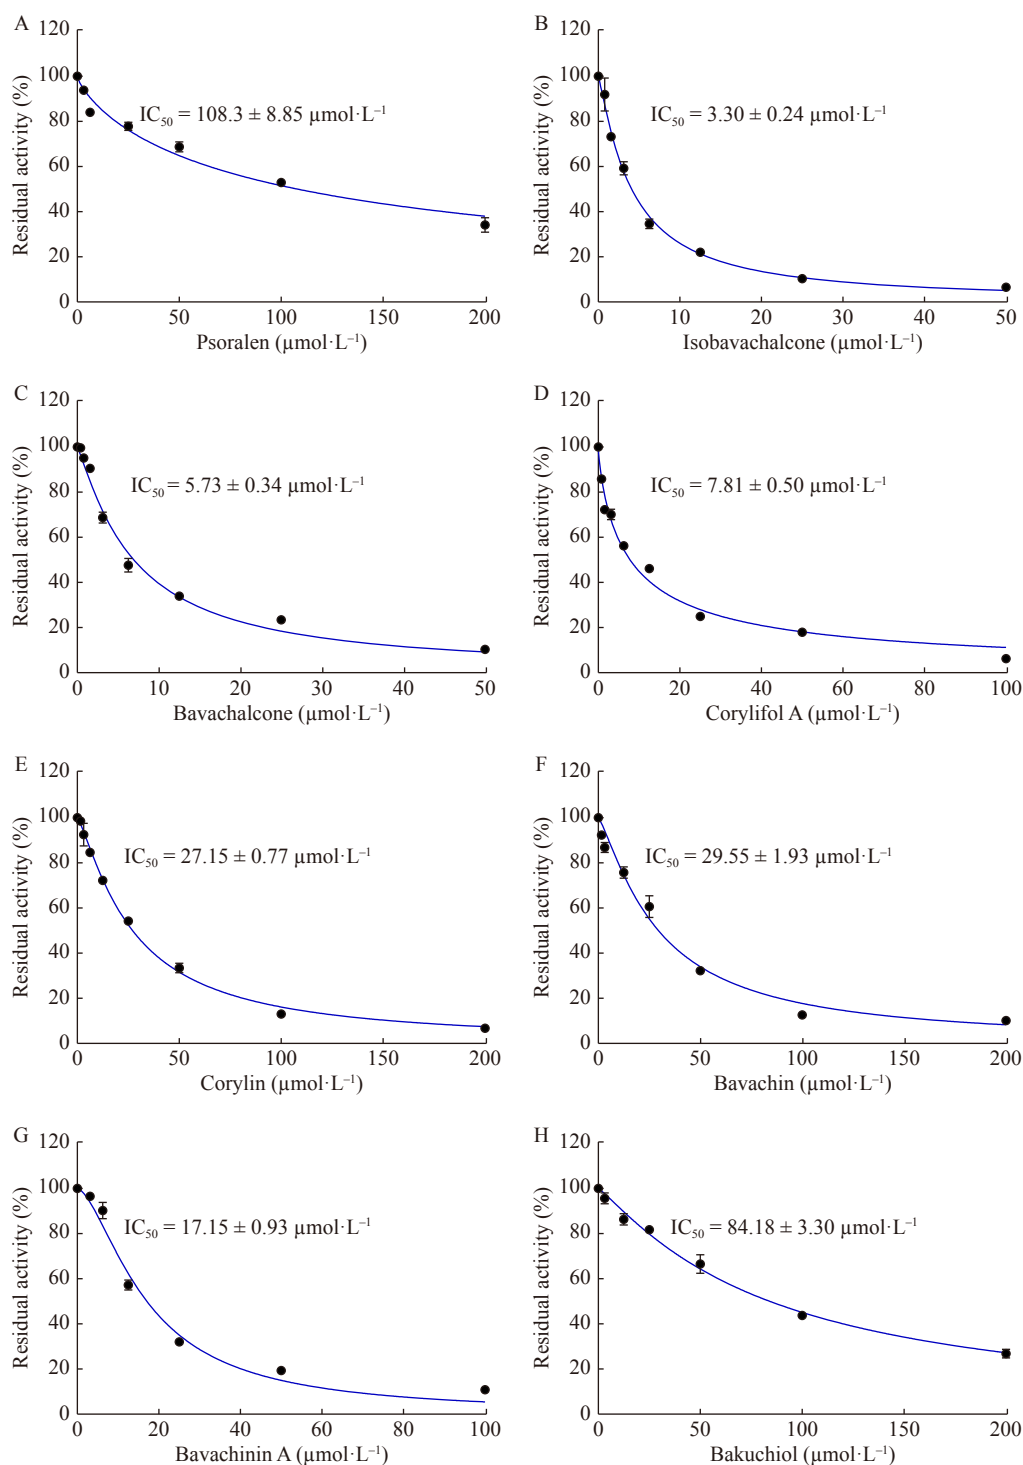 A
120
100
80
60
40
20
0
Residual activity (%)
IC50 = 108.3 ± 8.85 µmol·L−1
0 50 100 150 200
Psoralen (µmol·L−1)
B
120
100
80
60
40
20
0
Residual activity (%)
IC50 = 3.30 ± 0.24 µmol·L−1
0 10 20 30 40 50
Isobavachalcone (µmol·L−1)
C
120
100
80
60
40
20
0
Residual activity (%)
IC50 = 5.73 ± 0.34 µmol·L−1
0 10 20 30 40 50
Bavachalcone (µmol·L−1)
D
120
100
80
60
40
20
0
Residual activity (%)
IC50 = 7.81 ± 0.50 µmol·L−1
0 20 40 60 80 100
Corylifol A (µmol·L−1)
E
120
100
80
60
40
20
0
Residual activity (%)
IC50 = 27.15 ± 0.77 µmol·L−1
0 50 100 150 200
Corylin (µmol·L−1)
F
120
100
80
60
40
20
0
Residual activity (%)
IC50 = 29.55 ± 1.93 µmol·L−1
0 50 100 150 200
Bavachin (µmol·L−1)
G
120
100
80
60
40
20
0
Residual activity (%)
IC50 = 17.15 ± 0.93 µmol·L−1
0 20 40 60 80 100
Bavachinin A (µmol·L−1)
H
120
100
80
60
40
20
0
Residual activity (%)
IC50 = 84.18 ± 3.30 µmol·L−1
0 50 100 150 200
Bakuchiol (µmol·L−1)